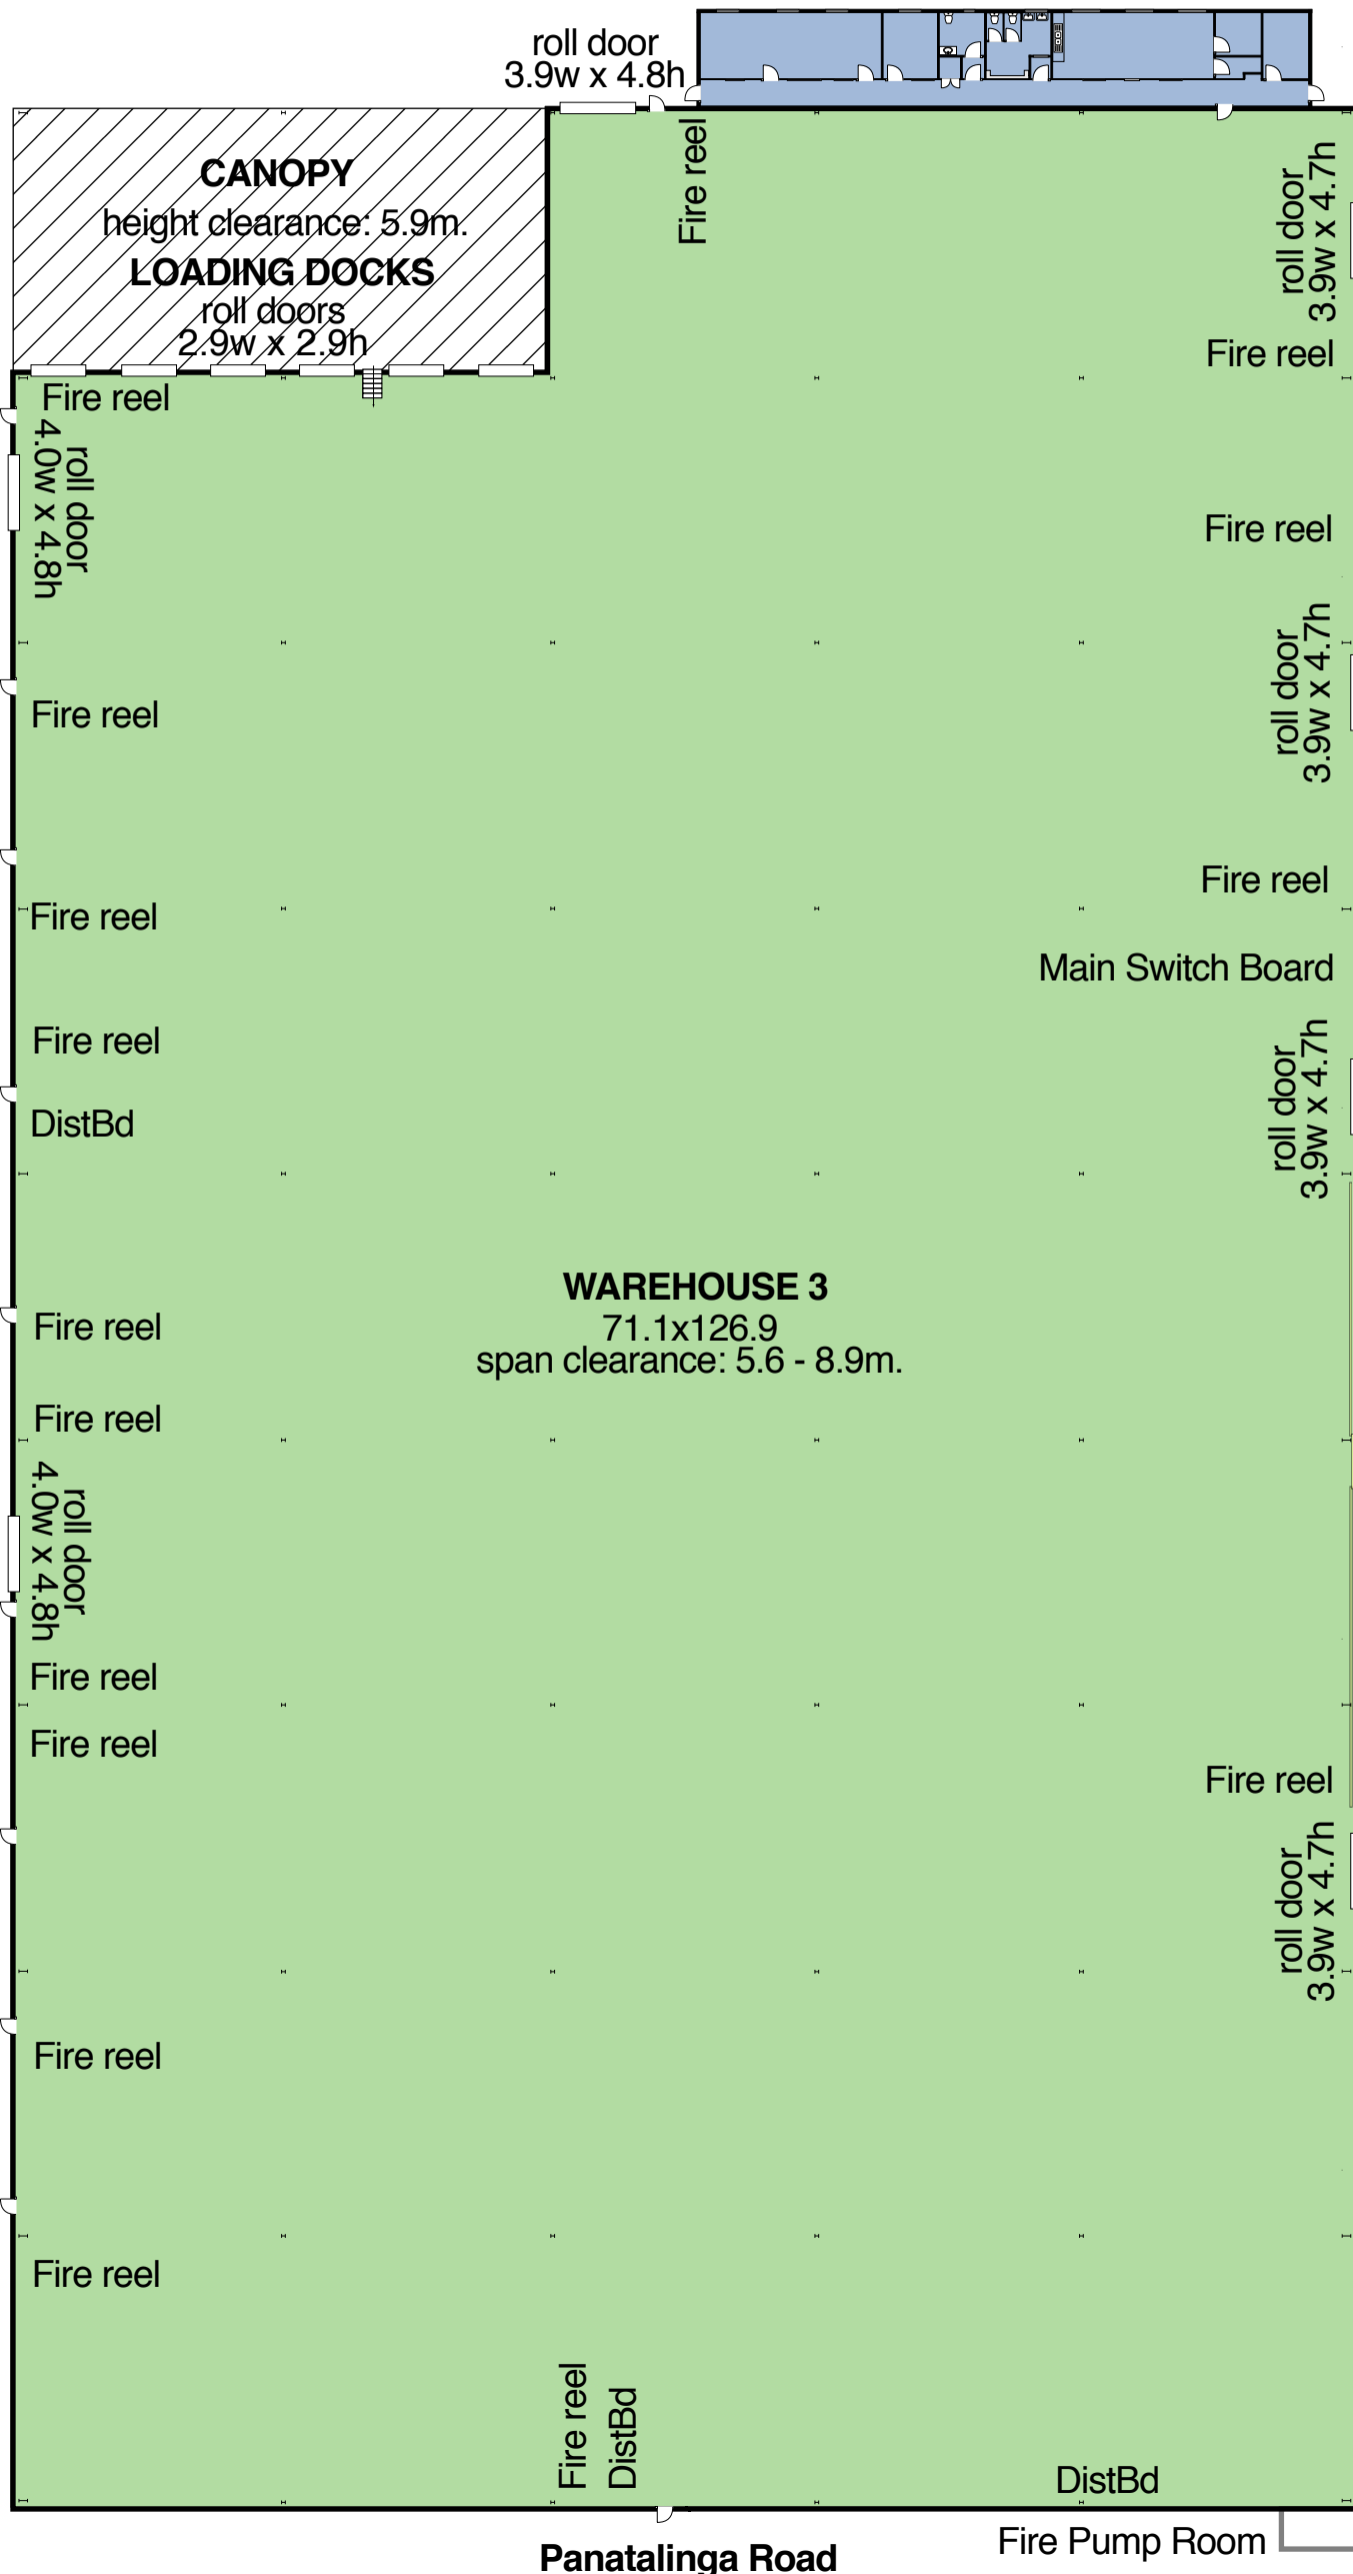 roll door
3.9w x 4.8h
CANOPY
height clearance: 5.9m.
LOADING DOCKS
roll doors
2.9w x 2.9h
Fire reel
roll door
3.9w x 4.7h
Fire reel
Fire reel
roll door
4.0w x 4.8h
Fire reel
roll door
3.9w x 4.7h
Fire reel
Fire reel
Fire reel
Main Switch Board
Fire reel
roll door
3.9w x 4.7h
DistBd
WAREHOUSE 3
71.1x126.9
span clearance: 5.6 - 8.9m.
Fire reel
Fire reel
roll door
4.0w x 4.8h
Fire reel
Fire reel
Fire reel
roll door
3.9w x 4.7h
Fire reel
Fire reel
Fire reel
DistBd
DistBd
Fire Pump Room
Panatalinga Road